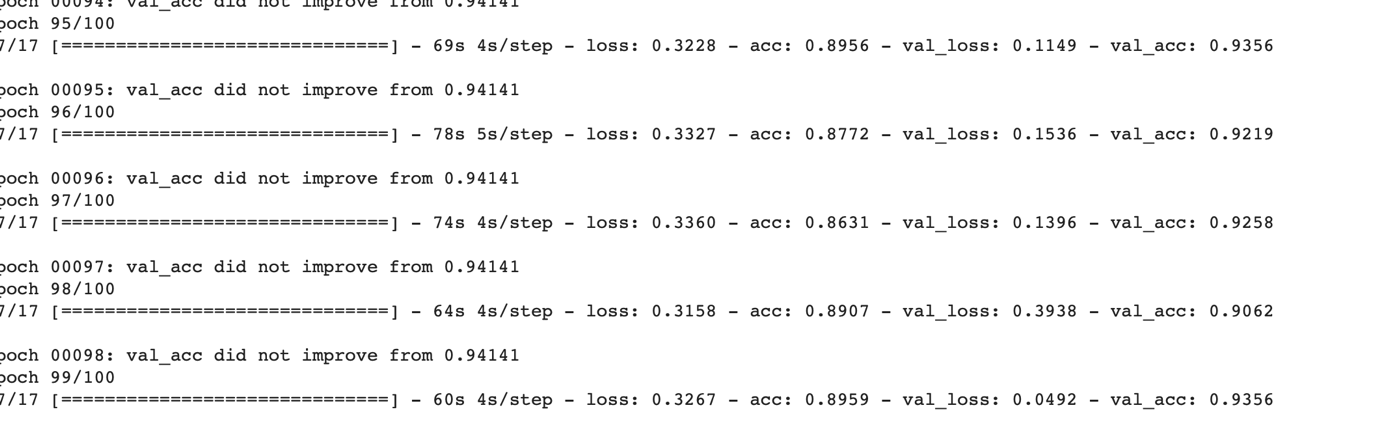 poch 00094: val_acc did not improve from 0.94141
poch 95/100
7/17 [==============================] - 69s 4s/step - loss: 0.3228 - acc: 0.8956 - val_loss: 0.1149 - val_acc: 0.9356
poch 00095: val_acc did not improve from 0.94141
poch 96/100
7/17 [==============================] - 78s 5s/step - loss: 0.3327 - acc: 0.8772 - val_loss: 0.1536 - val_acc: 0.9219
poch 00096: val_acc did not improve from 0.94141
poch 97/100
7/17 [==============================] - 74s 4s/step - loss: 0.3360 - acc: 0.8631 - val_loss: 0.1396 - val_acc: 0.9258
poch 00097: val_acc did not improve from 0.94141
poch 98/100
7/17 [==============================] - 64s 4s/step - loss: 0.3158 - acc: 0.8907 - val_loss: 0.3938 - val_acc: 0.9062
poch 00098: val_acc did not improve from 0.94141
poch 99/100
7/17 [==============================] - 60s 4s/step - loss: 0.3267 - acc: 0.8959 - val_loss: 0.0492 - val_acc: 0.9356